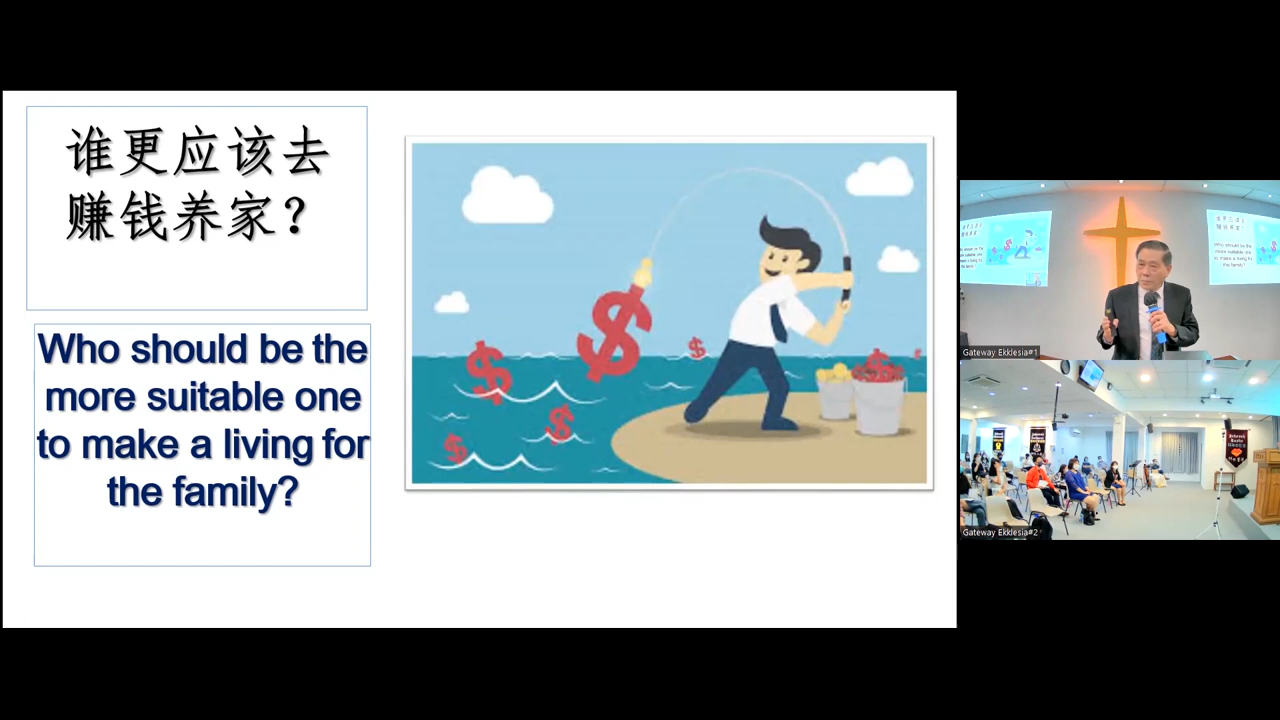 谁更应该去
赚钱养家？
Who should be the
more suitable one
to make a living for
the family?
Gateway Ekklesia#1
Gateway Ekklesia#2